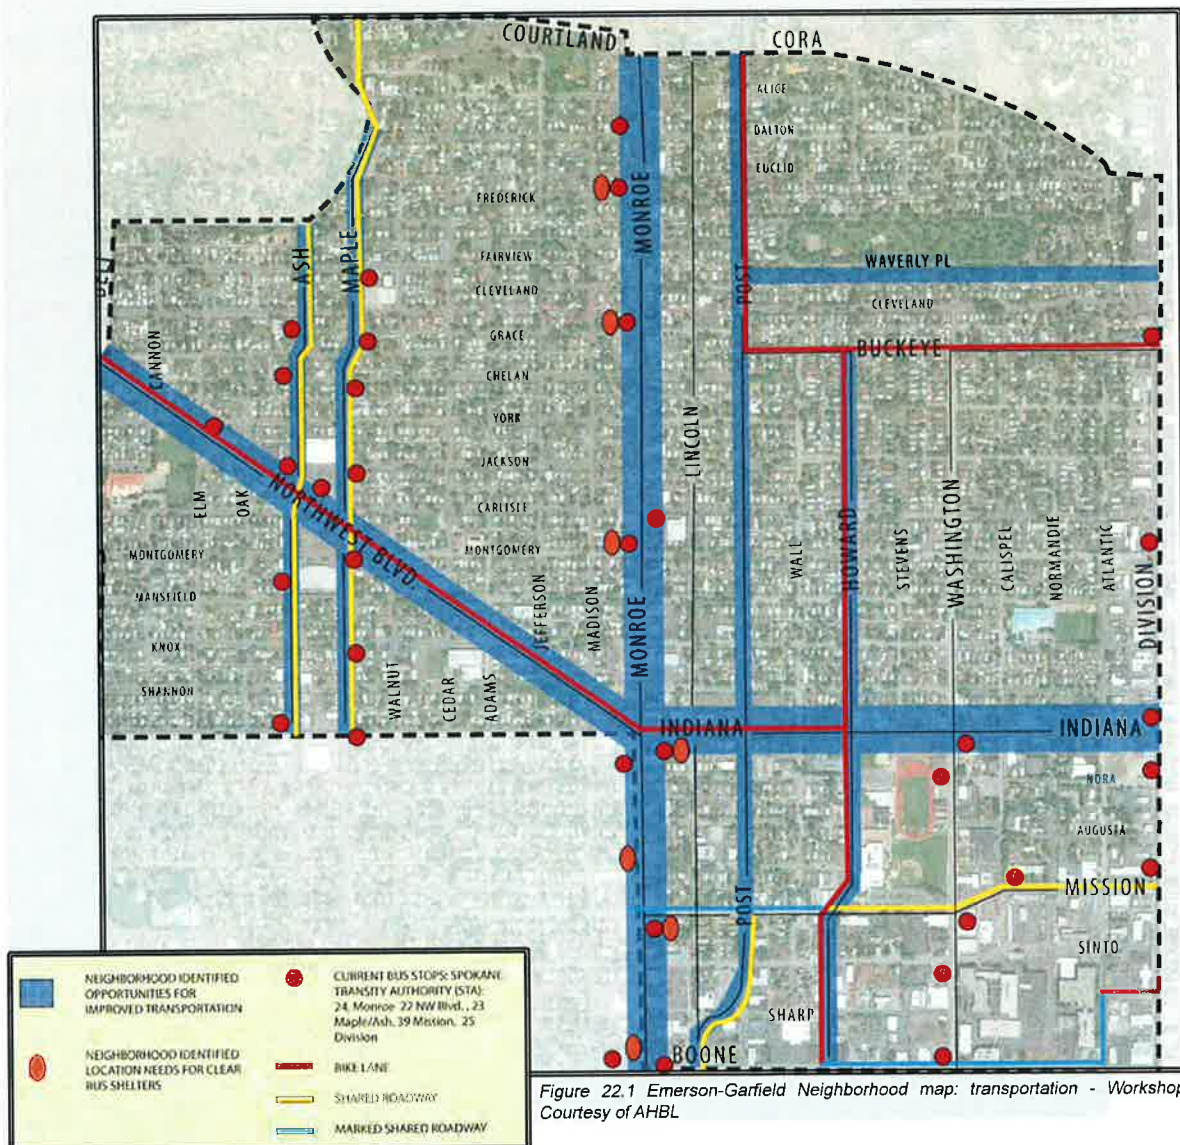 COURTLAND
CORA
ALICE
DALTON
EUCLID
FREDERICK
MONROE
ASH
MAPLE
FAIRVIEW
WAVERLY PL
POST
CLEVELAND
CLEVELAND
GRACE
BUCKEYE
CANNON
CHELAN
YORK
LINCOLN
JACKSON
ELM
OAK
NORTHWEST BLVD.
CARLISLE
MONTGOMERY
MONTGOMERY
WALL
HOWARD
STEVENS
WASHINGTON
CALISPEL
NORMANDIE
ATLANTIC
DIVISION
MANSFIELD
JEFFERSON
MADISON
MONROE
KNOX
SHANNON
WALNUT
CEDAR
ADAMS
INDIANA
INDIANA
NORA
AUGUSTA
MISSION
POST
SINTO
SHARP
BOONE
NEIGHBORHOOD IDENTIFIED
OPPORTUNITIES FOR
IMPROVED TRANSPORTATION
NEIGHBORHOOD IDENTIFIED
LOCATION NEEDS FOR CLEAR
BUS SHELTERS
CURRENT BUS STOPS: SPOKANE
TRANSITY AUTHORITY (STA):
24 Monroe 22 NW Blvd., 23
Maple/Ash, 39 Mission, 25
Division
BIKE LANE
SHARED ROADWAY
MARKED SHARED ROADWAY
Figure 22.1 Emerson-Garfield Neighborhood map: transportation - Workshop
Courtesy of AHBL